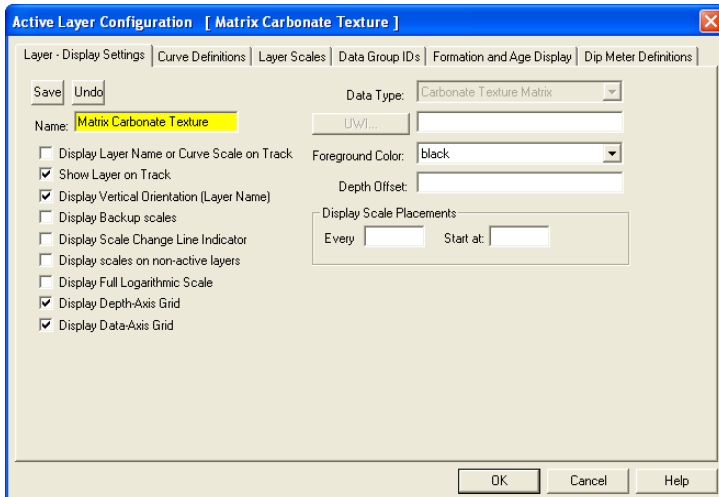 Active Layer Configuration [ Matrix Carbonate Texture ]
Layer - Display Settings Curve Definitions Layer Scales Data Group IDs Formation and Age Display Dip Meter Definitions
Save Undo
Data Type: Carbonate Texture Matrix
Name: Matrix Carbonate Texture
UWI...
Display Layer Name or Curve Scale on Track
Foreground Color: black
Show Layer on Track
Depth Offset:
Display Vertical Orientation (Layer Name)
Display Backup scales
Display Scale Placements
Display Scale Change Line Indicator
Every Start at:
Display scales on non-active layers
Display Full Logarithmic Scale
Display Depth-Axis Grid
Display Data-Axis Grid
OK Cancel Help